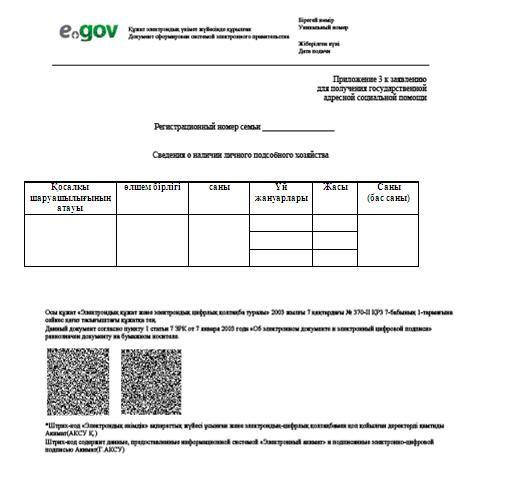 egov
Құжат электрондық үкімет жүйесінде құрылған
Документ сформирован системой электронного правительства
Бірегей нөмір
Уникальный номер
Жіберілген күні
Дата подачи
Приложение 3 к заявлению
для получения государственной
адресной социальной помощи
Регистрационный номер семьи _______________
Сведения о наличии личного подсобного хозяйства
Қосалқы шаруашылығының атауы
өлшем бірлігі
саны
Үй жануарлары
Жасы
Саны (бас саны)
Осы құжат «Электрондық құжат және электрондық цифрлық қолтаңба туралы» 2003 жылғы 7 қаңтардағы № 370-II ҚРЗ 7-бабының 1-тармағына
сәйкес қағаз тасығыштағы құжатқа тең.
Данный документ согласно пункту 1 статьи 7 ЗРК от 7 января 2003 года «Об электронном документе и электронной цифровой подписи»
равнозначен документу на бумажном носителе.
*Штрих-код «Электрондық әкімдік» ақпараттық жүйесі ұсынған және электрондық-цифрлық қолтаңбамен қол қойылған деректерді қамтиды
Акимат(АКСУ Қ.)
Штрих-код содержит данные, предоставленные информационной системой «Электронный акимат» и подписанные электронно-цифровой
подписью Акимат(Г.АКСУ)